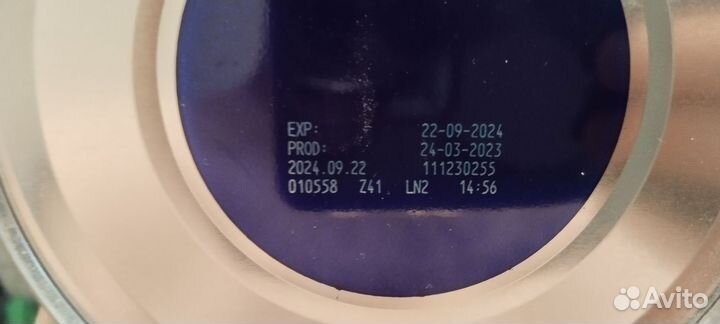 EXP: 22-09-2024
PROD: 24-03-2023
2024.09.22 111230255
010558 Z41 LN2 14:56
Avito